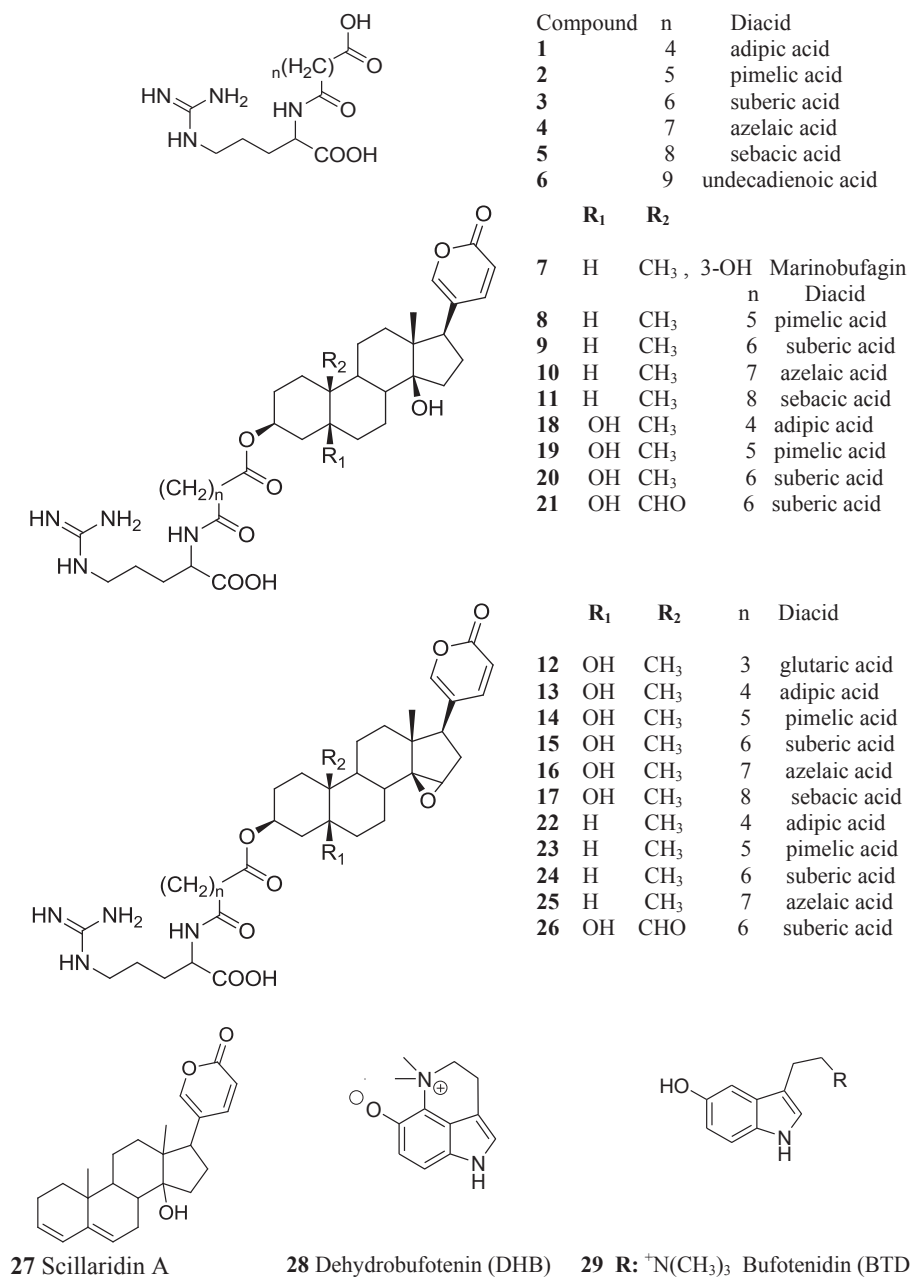 Compound n Diacid
1 4 adipic acid
2 5 pimelic acid
3 6 suberic acid
4 7 azelaic acid
5 8 sebacic acid
6 9 undecadienoic acid
OH
n(H2C)
O
HN
NH2
HN
O
HN
COOH
R1 R2
7 H CH3 , 3-OH Marinobufagin
n Diacid
8 H CH3 5 pimelic acid
9 H CH3 6 suberic acid
10 H CH3 7 azelaic acid
11 H CH3 8 sebacic acid
18 OH CH3 4 adipic acid
19 OH CH3 5 pimelic acid
20 OH CH3 6 suberic acid
21 OH CHO 6 suberic acid
O
O
R2
OH
O
R1
(CH2)n
O
HN
NH2
HN
O
HN
COOH
R1 R2 n Diacid
12 OH CH3 3 glutaric acid
13 OH CH3 4 adipic acid
14 OH CH3 5 pimelic acid
15 OH CH3 6 suberic acid
16 OH CH3 7 azelaic acid
17 OH CH3 8 sebacic acid
22 H CH3 4 adipic acid
23 H CH3 5 pimelic acid
24 H CH3 6 suberic acid
25 H CH3 7 azelaic acid
26 OH CHO 6 suberic acid
O
O
R2
O
O
R1
(CH2)n
O
HN
NH2
HN
O
HN
COOH
O
O
OH
N
+
O
N
H
HO
R
N
H
27 Scillaridin A
28 Dehydrobufotenin (DHB)
29 R: +N(CH3)3 Bufotenidin (BTD